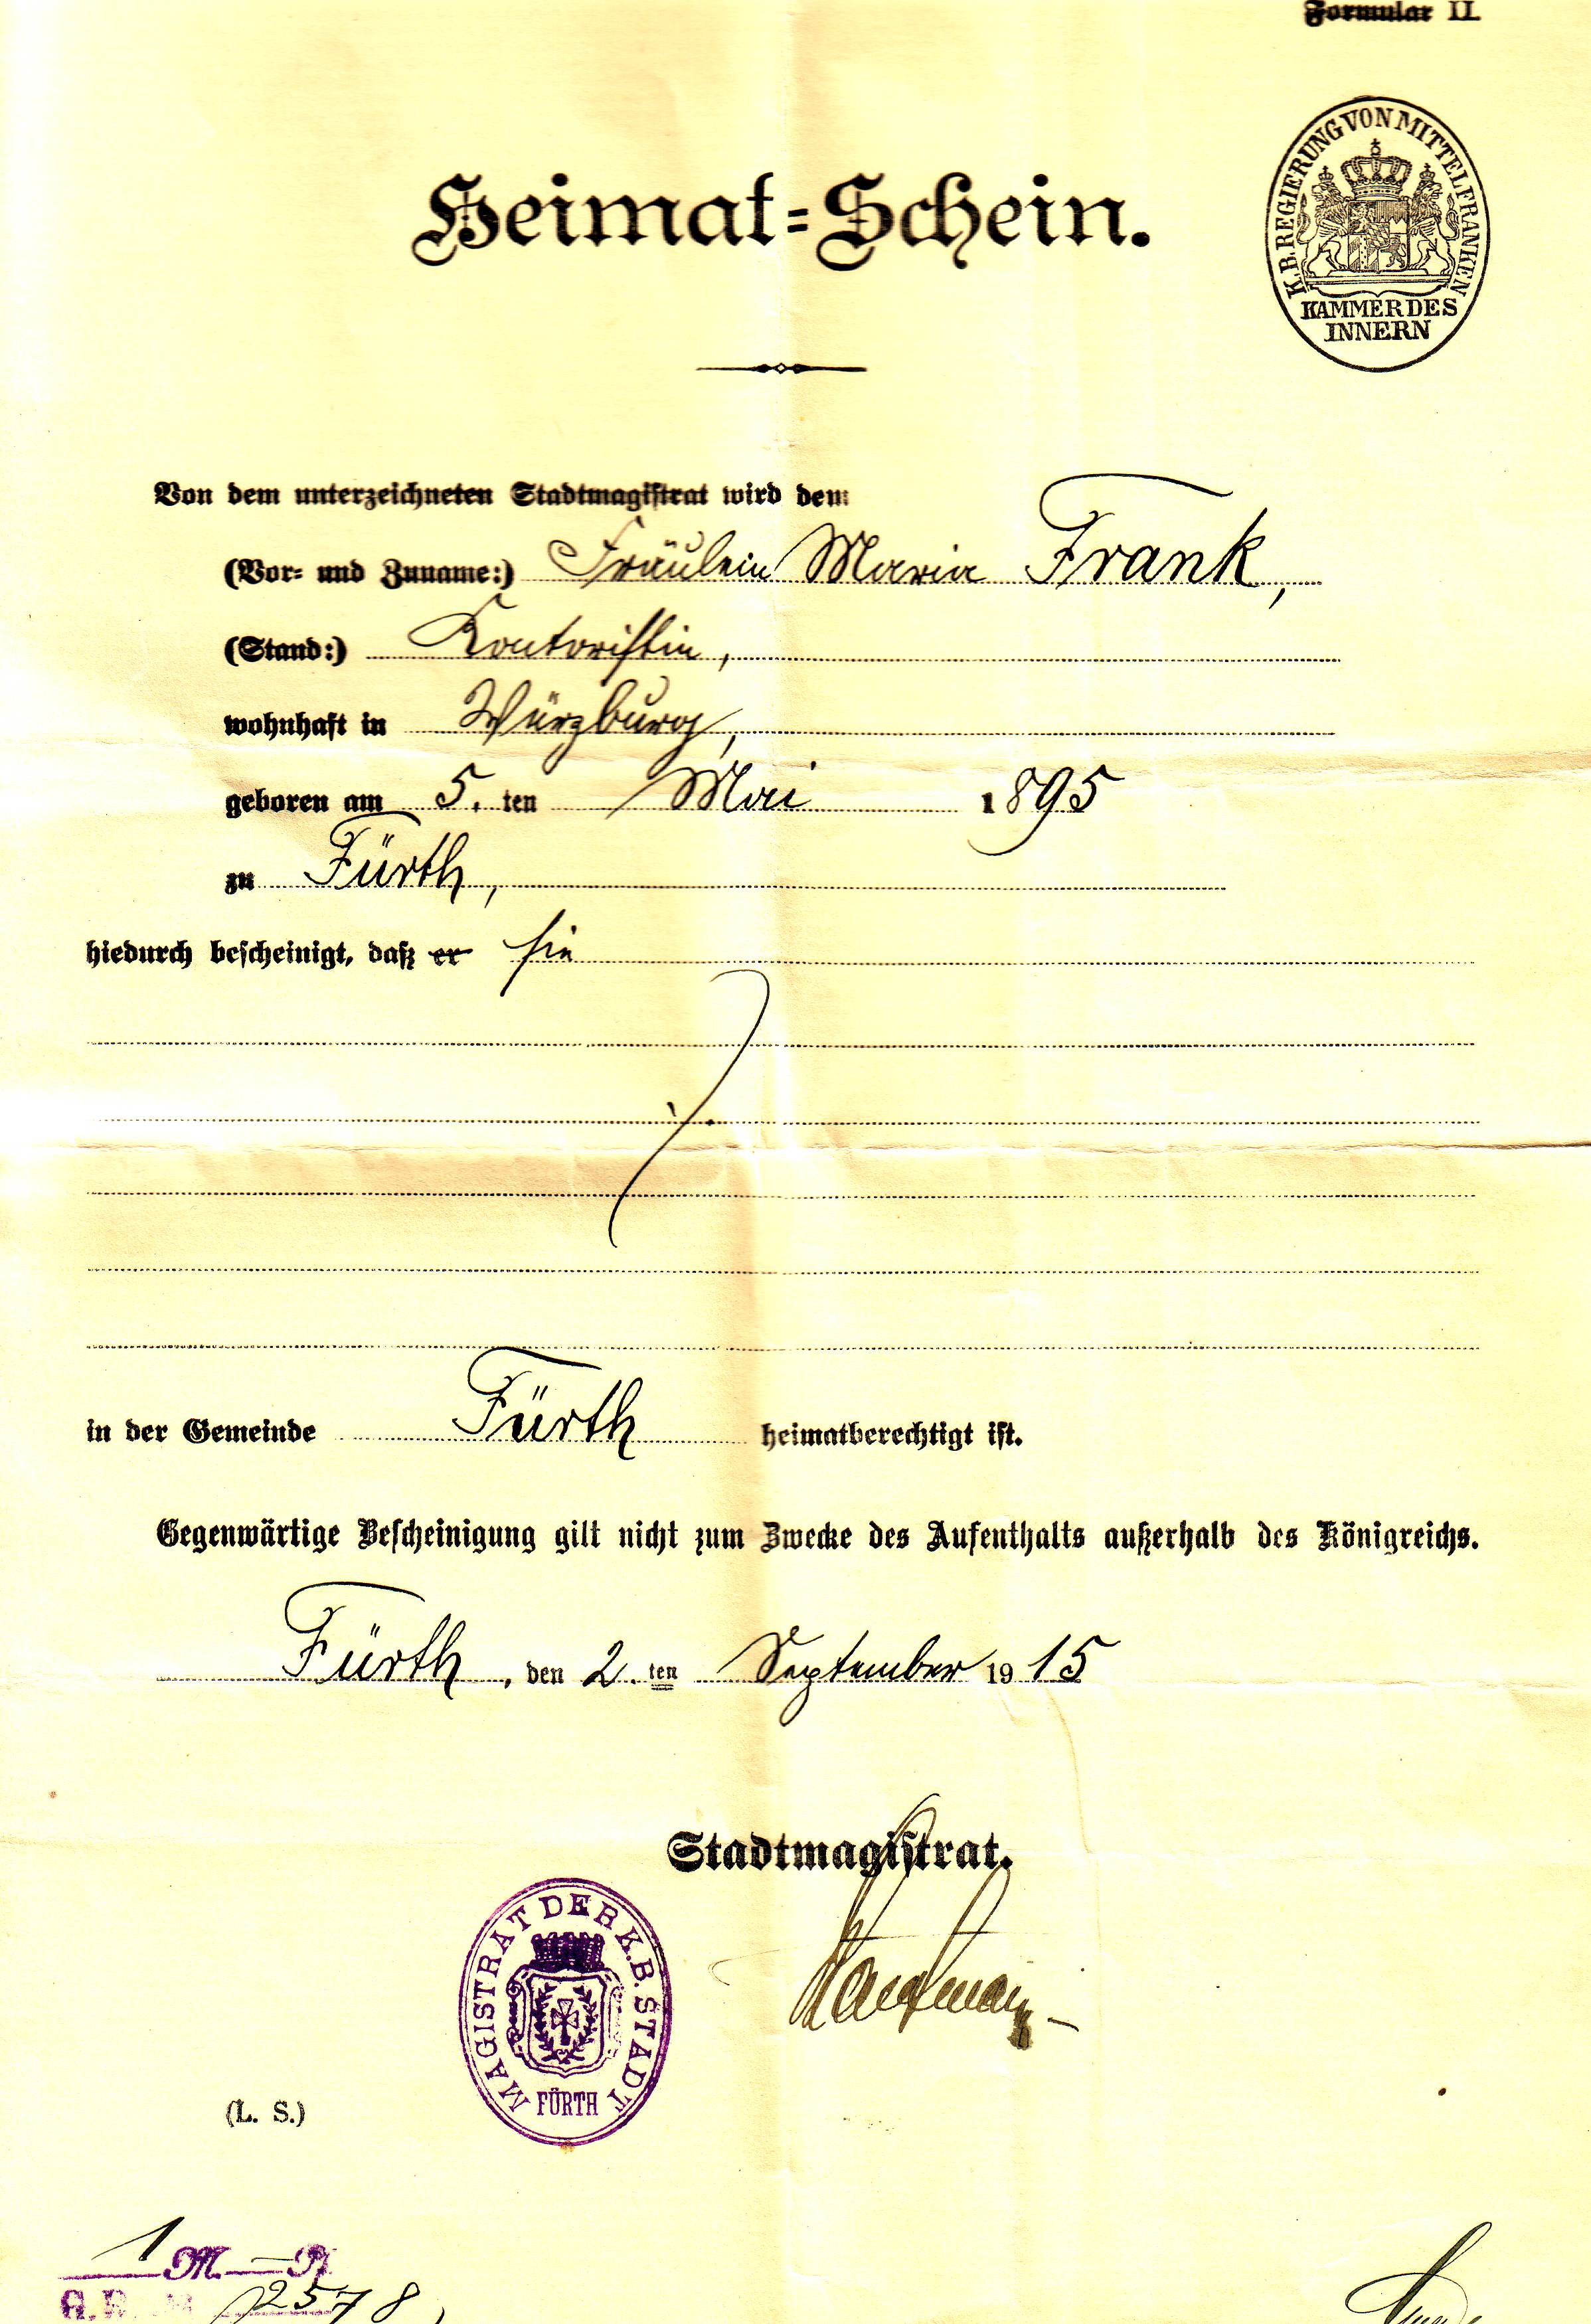 Formular II.
K. B. REGIERUNG VON MITTELFRANKEN
KAMMER DES
INNERN
Heimat=Schein.
Von dem unterzeichneten Stadtmagistrat wird dem
(Vor= und Zuname:) Fräulein Maria Frank,
(Stand:) Kontoristin,
wohnhaft in Würzburg,
geboren am 5. ten Mai 1895
zu Fürth,
hiedurch bescheinigt, daß er sie
in der Gemeinde Fürth heimatberechtigt ist.
Gegenwärtige Bescheinigung gilt nicht zum Zwecke des Aufenthalts außerhalb des Königreichs.
Fürth, den 2. ten September 1915
Stadtmagistrat.
MAGISTRAT DER K. B. STADT
FÜRTH
(L. S.)
1 M. — Pf.
2578